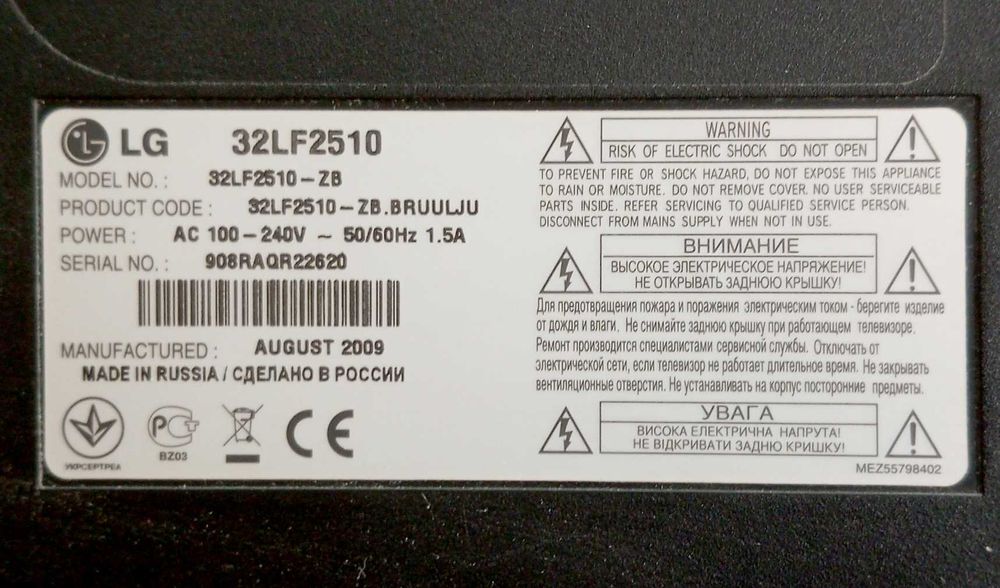 LG 32LF2510
MODEL NO. : 32LF2510-ZB
PRODUCT CODE : 32LF2510-ZB.BRUULJU
POWER : AC 100-240V ~ 50/60Hz 1.5A
SERIAL NO. : 908RAQR22620
MANUFACTURED : AUGUST 2009
MADE IN RUSSIA / СДЕЛАНО В РОССИИ
УКРСЕРТРЕА
РСТ
BZ03
CE
WARNING
RISK OF ELECTRIC SHOCK DO NOT OPEN
TO PREVENT FIRE OR SHOCK HAZARD, DO NOT EXPOSE THIS APPLIANCE
TO RAIN OR MOISTURE. DO NOT REMOVE COVER. NO USER SERVICEABLE
PARTS INSIDE. REFER SERVICING TO QUALIFIED SERVICE PERSON.
DISCONNECT FROM MAINS SUPPLY WHEN NOT IN USE.
ВНИМАНИЕ
ВЫСОКОЕ ЭЛЕКТРИЧЕСКОЕ НАПРЯЖЕНИЕ!
НЕ ОТКРЫВАТЬ ЗАДНЮЮ КРЫШКУ!
Для предотвращения пожара и поражения электрическим током - берегите изделие
от дождя и влаги. Не снимайте заднюю крышку при работающем телевизоре.
Ремонт производится специалистами сервисной службы. Отключать от
электрической сети, если телевизор не работает длительное время. Не закрывать
вентиляционные отверстия. Не устанавливать на корпус посторонние предметы.
УВАГА
ВИСОКА ЕЛЕКТРИЧНА НАПРУГА!
НЕ ВІДКРИВАТИ ЗАДНЮ КРИШКУ!
MEZ55798402